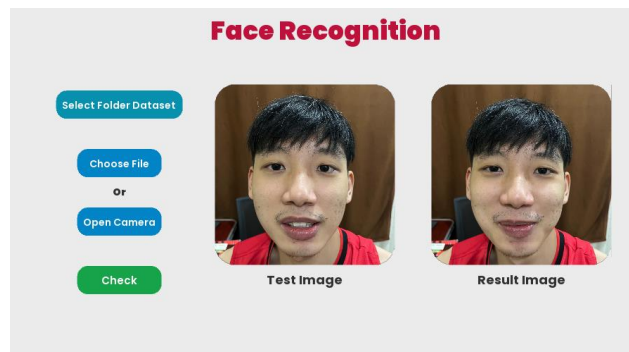 Face Recognition
Select Folder Dataset
Choose File
Or
Open Camera
Check
Test Image
Result Image